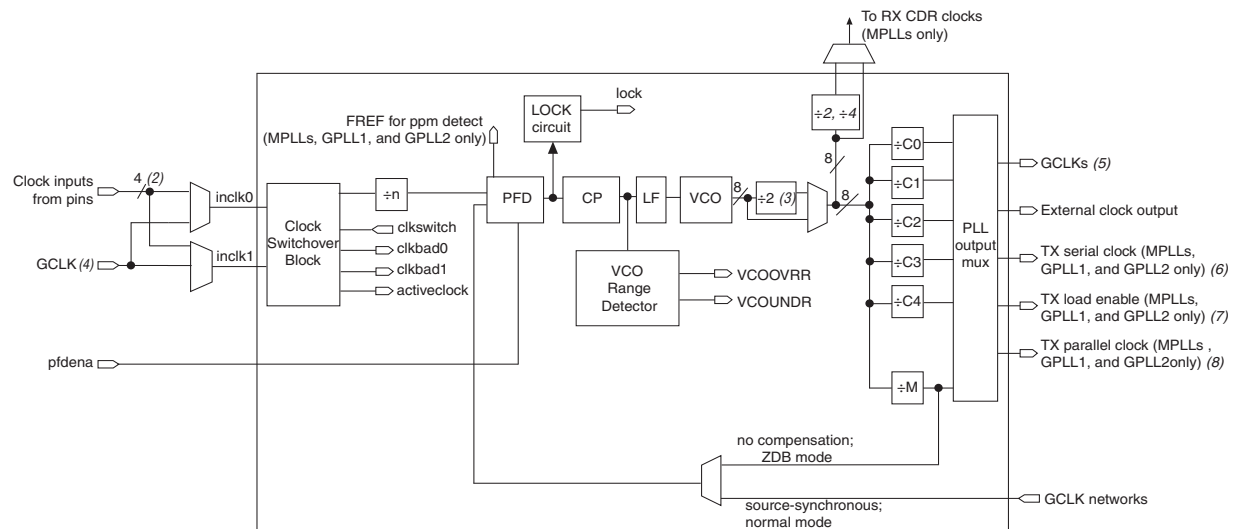 To RX CDR clocks
(MPLLs only)
lock
LOCK
circuit
÷2, ÷4
FREF for ppm detect
(MPLLs, GPLL1, and GPLL2 only)
8
÷C0
GCLKs (5)
4 (2)
Clock inputs
from pins
inclk0
÷n
PFD
CP
LF
VCO
8
÷2 (3)
8
÷C1
External clock output
Clock
Switchover
Block
clkswitch
clkbad0
clkbad1
activeclock
÷C2
PLL
output
mux
GCLK (4)
inclk1
VCO
Range
Detector
VCOOVRR
VCOUNDR
÷C3
TX serial clock (MPLLs,
GPLL1, and GPLL2 only) (6)
÷C4
TX load enable (MPLLs,
GPLL1, and GPLL2 only) (7)
pfdena
TX parallel clock (MPLLs ,
GPLL1, and GPLL2only) (8)
÷M
no compensation;
ZDB mode
source-synchronous;
normal mode
GCLK networks